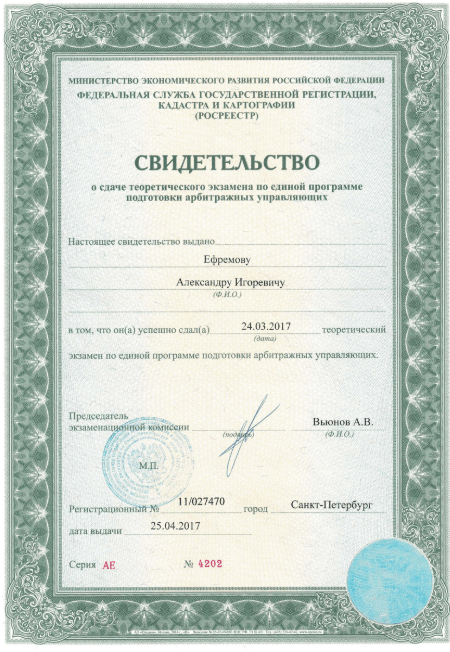 МИНИСТЕРСТВО ЭКОНОМИЧЕСКОГО РАЗВИТИЯ РОССИЙСКОЙ ФЕДЕРАЦИИ
ФЕДЕРАЛЬНАЯ СЛУЖБА ГОСУДАРСТВЕННОЙ РЕГИСТРАЦИИ,
КАДАСТРА И КАРТОГРАФИИ
(РОСРЕЕСТР)
СВИДЕТЕЛЬСТВО
о сдаче теоретического экзамена по единой программе
подготовки арбитражных управляющих
Настоящее свидетельство выдано
Ефремову
Александру Игоревичу
(Ф.И.О.)
в том, что он(а) успешно сдал(а) 24.03.2017 теоретический
(дата)
экзамен по единой программе подготовки арбитражных управляющих.
Председатель
экзаменационной комиссии Вьюнов А.В.
(подпись) (Ф.И.О.)
М.П.
Регистрационный № 11/027470 город Санкт-Петербург
дата выдачи 25.04.2017
Серия АЕ № 4202